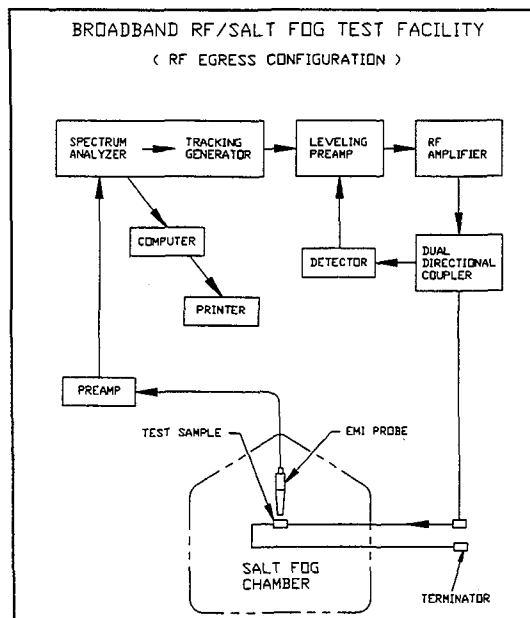 BROADBAND RF/SALT FOG TEST FACILITY
( RF EGRESS CONFIGURATION )
SPECTRUM
ANALYZER
TRACKING
GENERATOR
LEVELING
PREAMP
RF
AMPLIFIER
COMPUTER
DETECTOR
DUAL
DIRECTIONAL
COUPLER
PRINTER
PREAMP
TEST SAMPLE
EMI PROBE
SALT FOG
CHAMBER
TERMINATOR